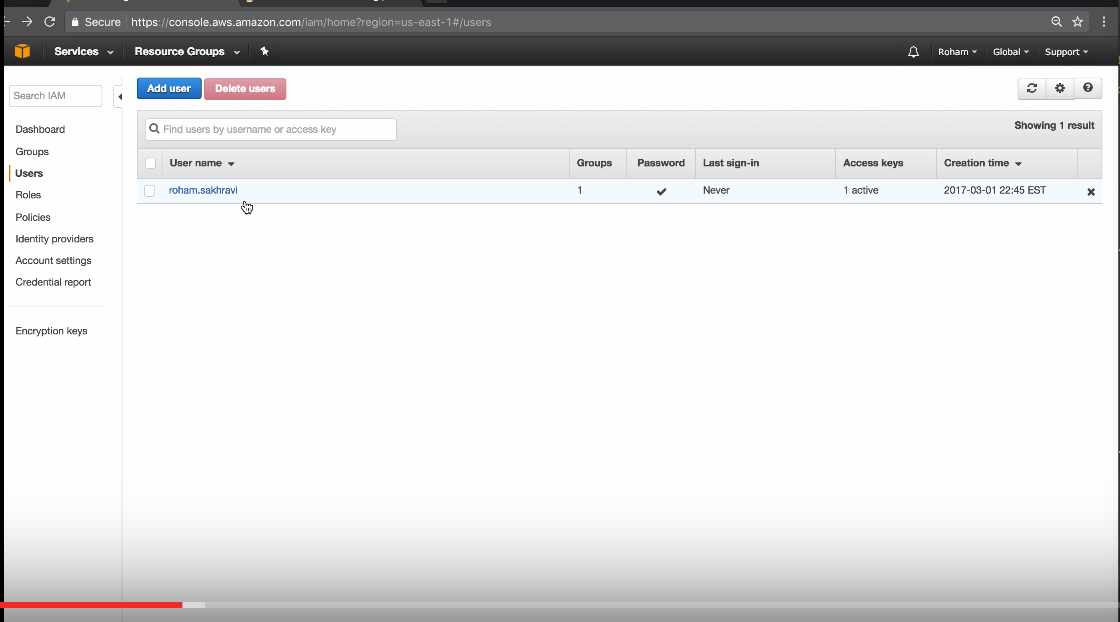 Secure https://console.aws.amazon.com/iam/home?region=us-east-1#/users
Services Resource Groups Roham Global Support
Search IAM
Add user Delete users
Find users by username or access key
Showing 1 result
Dashboard
Groups
Users
Roles
Policies
Identity providers
Account settings
Credential report
Encryption keys
User name Groups Password Last sign-in Access keys Creation time
roham.sakhravi 1 Never 1 active 2017-03-01 22:45 EST